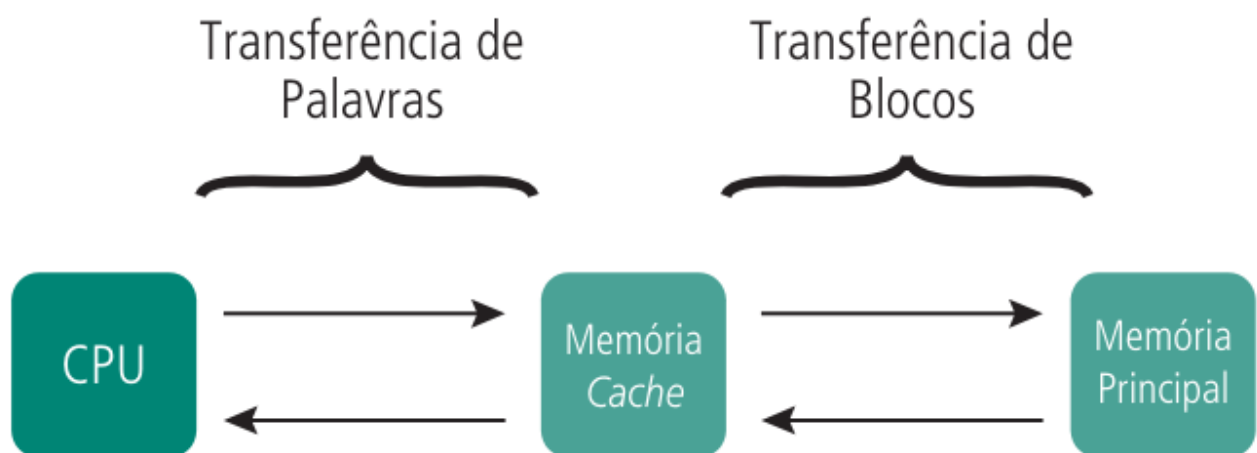 Transferência de
Palavras
Transferência de
Blocos
CPU
Memória
Cache
Memória
Principal